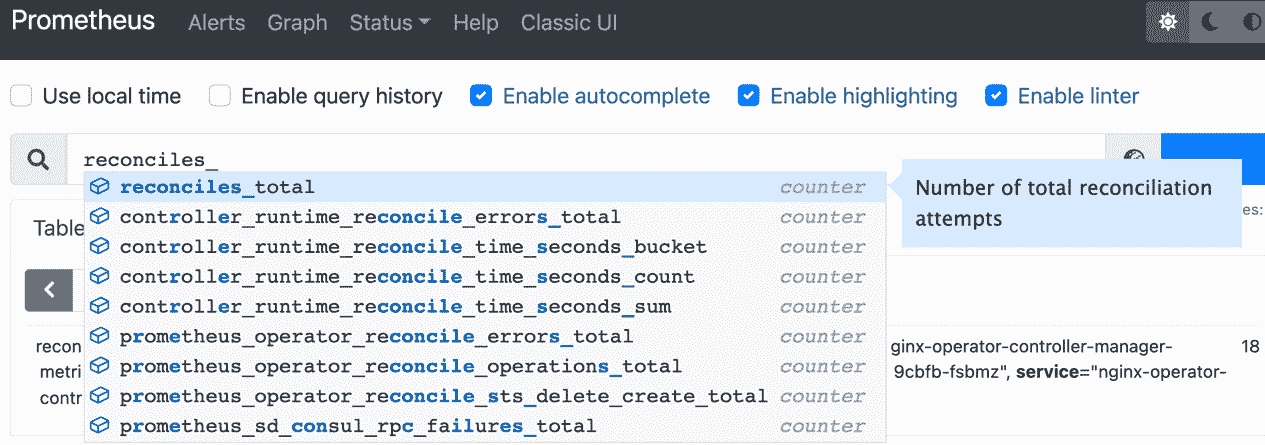 Prometheus Alerts Graph Status Help Classic UI
Use local time Enable query history Enable autocomplete Enable highlighting Enable linter
reconciles_
reconciles_total counter
controller_runtime_reconcile_errors_total counter
controller_runtime_reconcile_time_seconds_bucket counter
controller_runtime_reconcile_time_seconds_count counter
controller_runtime_reconcile_time_seconds_sum counter
prometheus_operator_reconcile_errors_total counter
prometheus_operator_reconcile_operations_total counter
prometheus_operator_reconcile_sts_delete_create_total counter
prometheus_sd_consul_rpc_failures_total counter
Number of total reconciliation
attempts
es:
Table
recon ginx-operator-controller-manager- 18
metri 9cbfb-fsbmz", service="nginx-operator-
contr